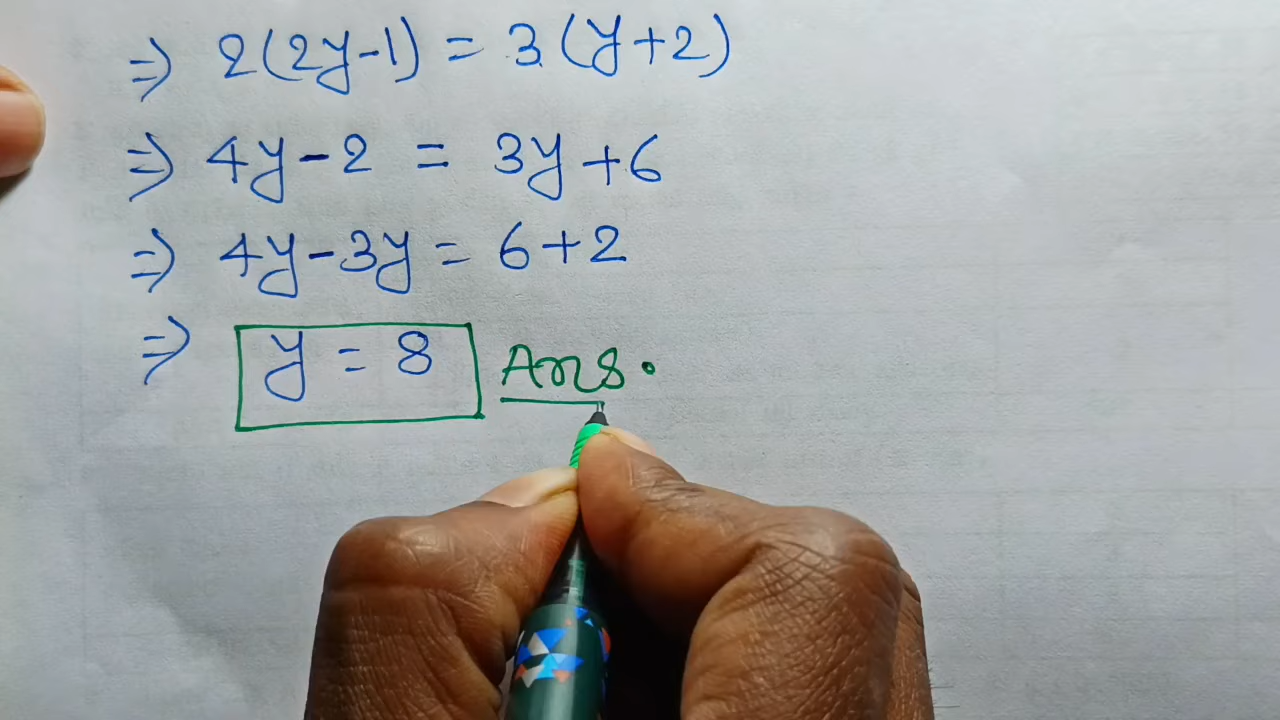 ⇒ 2(2y-1) = 3(y+2)
⇒ 4y-2 = 3y+6
⇒ 4y-3y = 6+2
⇒ y = 8 Ans.